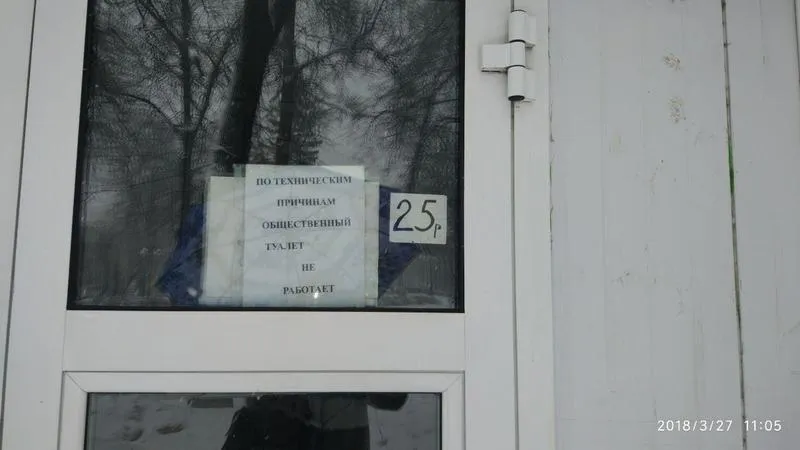 ПО ТЕХНИЧЕСКИМ
ПРИЧИНАМ
ОБЩЕСТВЕННЫЙ
ТУАЛЕТ
НЕ
РАБОТАЕТ
25р
2018/3/27 11:05